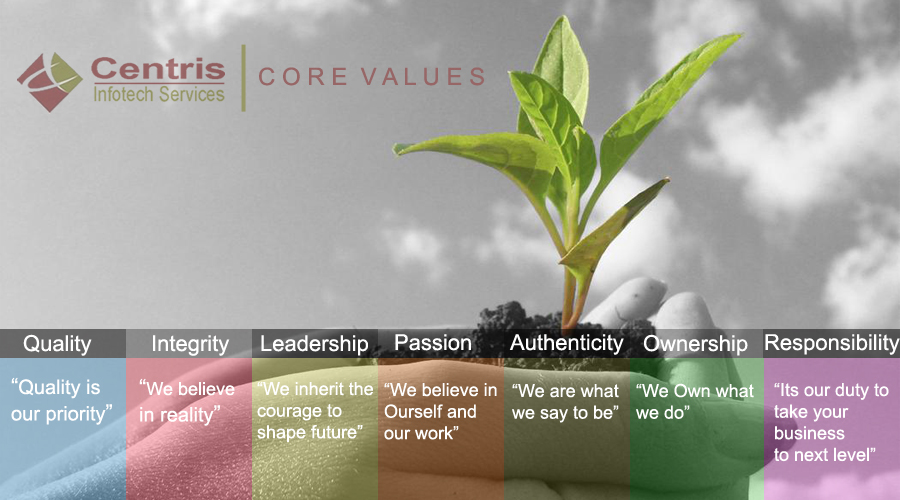 Centris
Infotech Services
CORE VALUES
Quality
Integrity
Leadership
Passion
Authenticity
Ownership
Responsibility
“Quality is
our priority”
“We believe
in reality”
“We inherit the
courage to
shape future”
“We believe in
Ourself and
our work”
“We are what
we say to be”
“We Own what
we do”
“Its our duty to
take your
business
to next level”